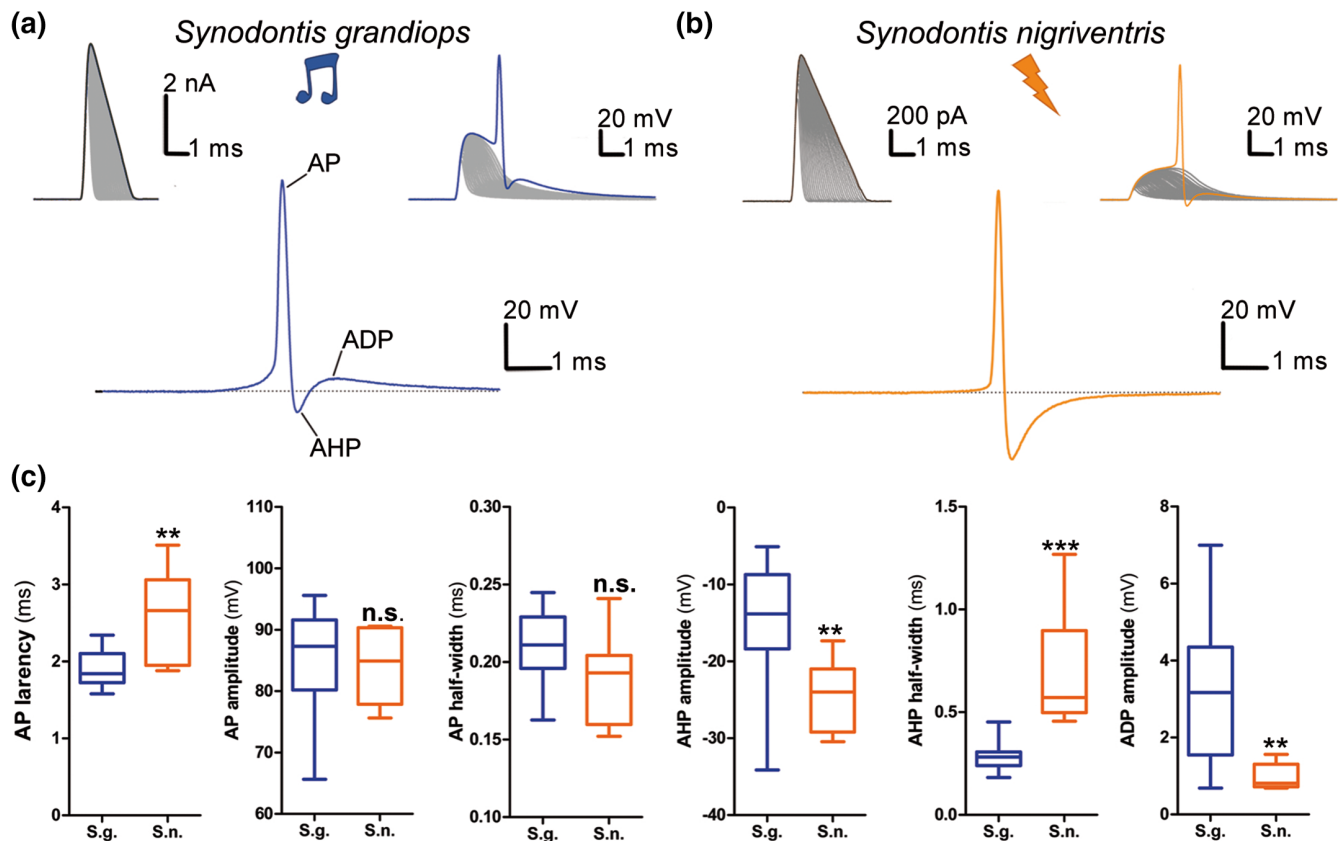 (a)
Synodontis grandiops
2 nA
1 ms
20 mV
1 ms
AP
ADP
AHP
20 mV
1 ms
(b)
Synodontis nigriventris
200 pA
1 ms
20 mV
1 ms
20 mV
1 ms
(c)
AP larency (ms)
4
3
2
1
0
**
S.g.
S.n.
AP amplitude (mV)
110
100
90
80
70
60
n.s.
S.g.
S.n.
AP half-width (ms)
0.30
0.25
0.20
0.15
0.10
n.s.
S.g.
S.n.
AHP amplitude (mV)
0
-10
-20
-30
-40
**
S.g.
S.n.
AHP half-width (ms)
1.5
1.0
0.5
0.0
***
S.g.
S.n.
ADP amplitude (mV)
8
6
4
2
0
**
S.g.
S.n.